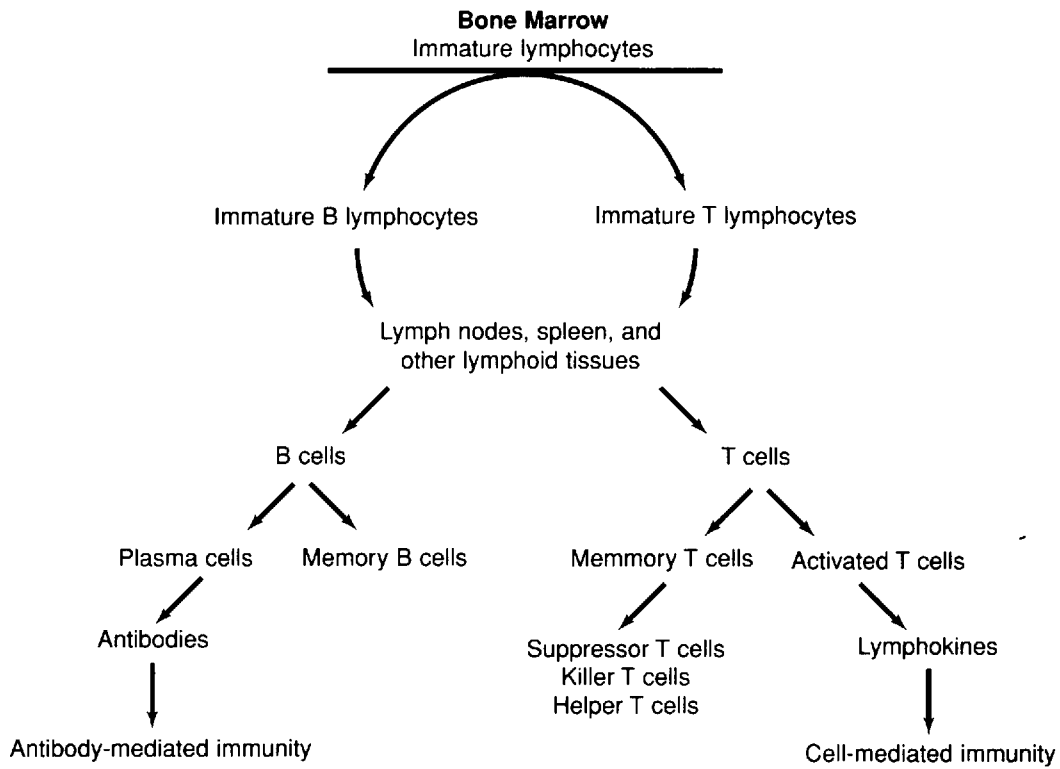 Bone Marrow
Immature lymphocytes
Immature B lymphocytes
Immature T lymphocytes
Lymph nodes, spleen, and
other lymphoid tissues
B cells
T cells
Plasma cells
Memory B cells
Memmory T cells
Activated T cells
Antibodies
Suppressor T cells
Killer T cells
Helper T cells
Lymphokines
Antibody-mediated immunity
Cell-mediated immunity